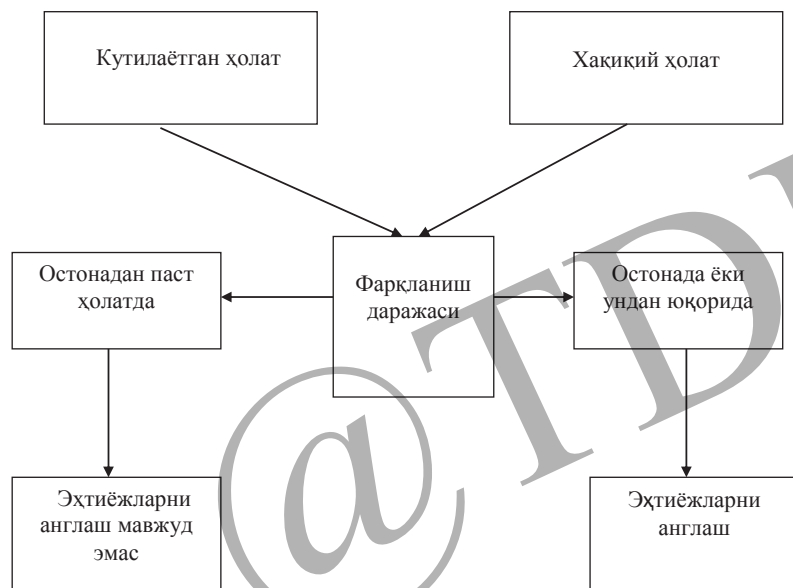 Кутилаётган ҳолат
Хақиқий ҳолат
Остонадан паст
ҳолатда
Фарқланиш
даражаси
Остонада ёки
ундан юқорида
Эҳтиёжларни
англаш мавжуд
эмас
Эҳтиёжларни
англаш
@TD